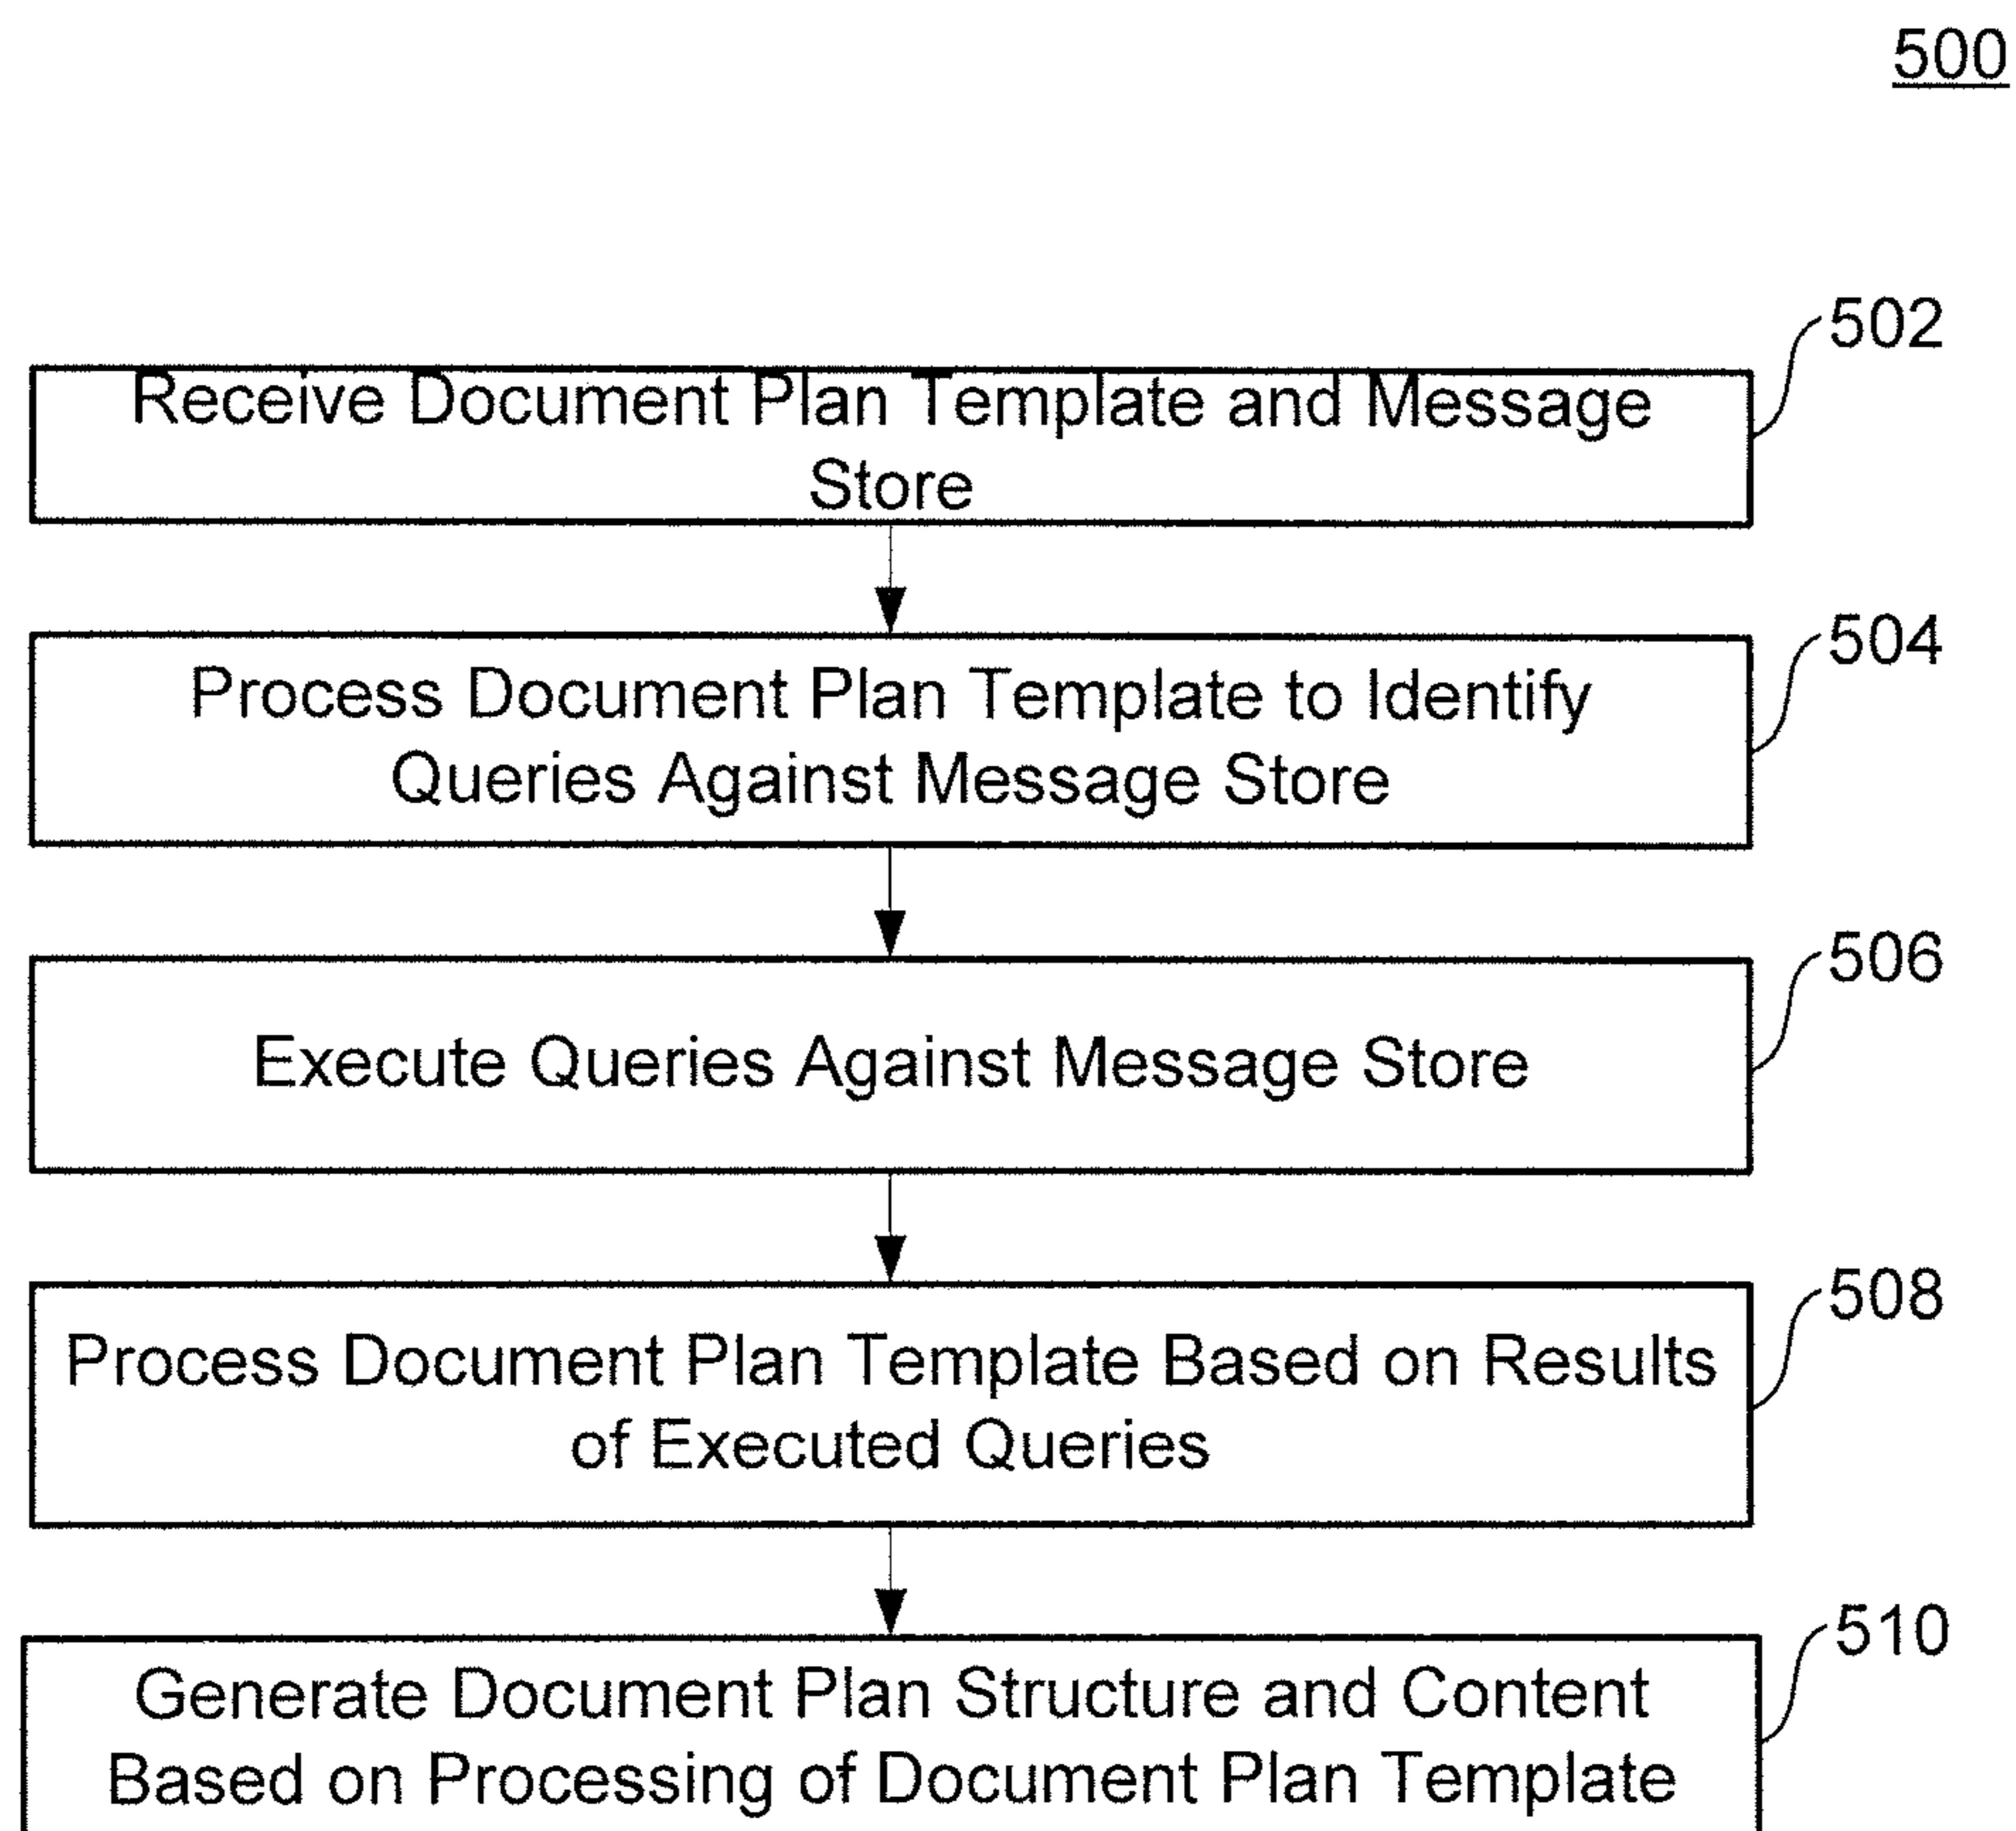 500
502
Receive Document Plan Template and Message
Store
504
Process Document Plan Template to Identify
Queries Against Message Store
506
Execute Queries Against Message Store
508
Process Document Plan Template Based on Results
of Executed Queries
510
Generate Document Plan Structure and Content
Based on Processing of Document Plan Template